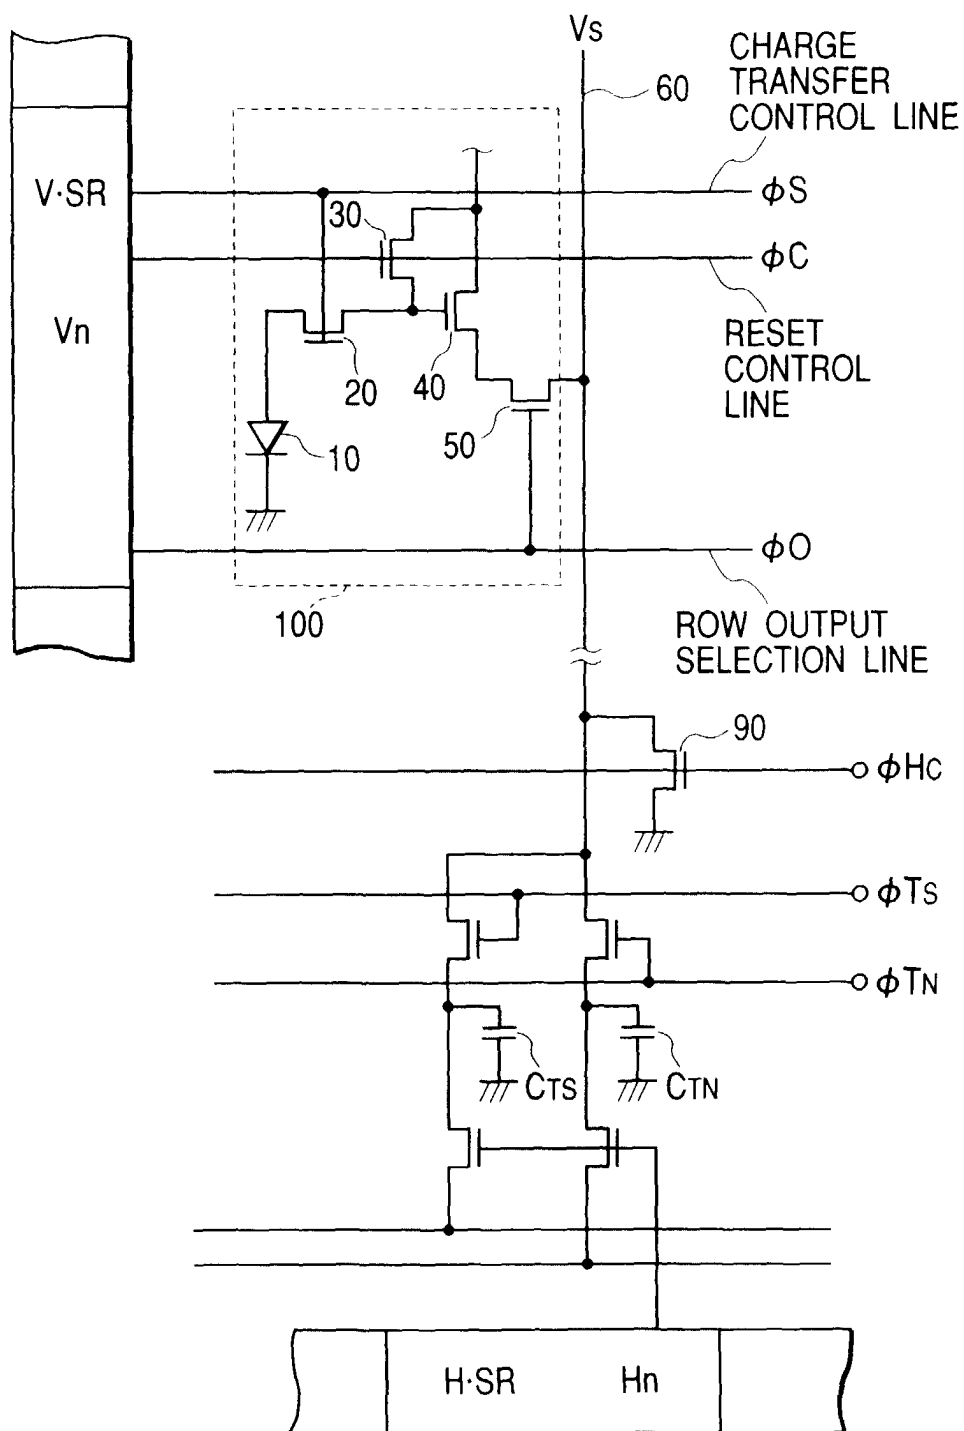 Vs
60
CHARGE
TRANSFER
CONTROL LINE
V·SR
30
ϕS
ϕC
Vn
20
40
RESET
CONTROL
LINE
50
10
ϕO
100
ROW OUTPUT
SELECTION LINE
90
ϕHC
ϕTS
ϕTN
CTS
CTN
H·SR
Hn